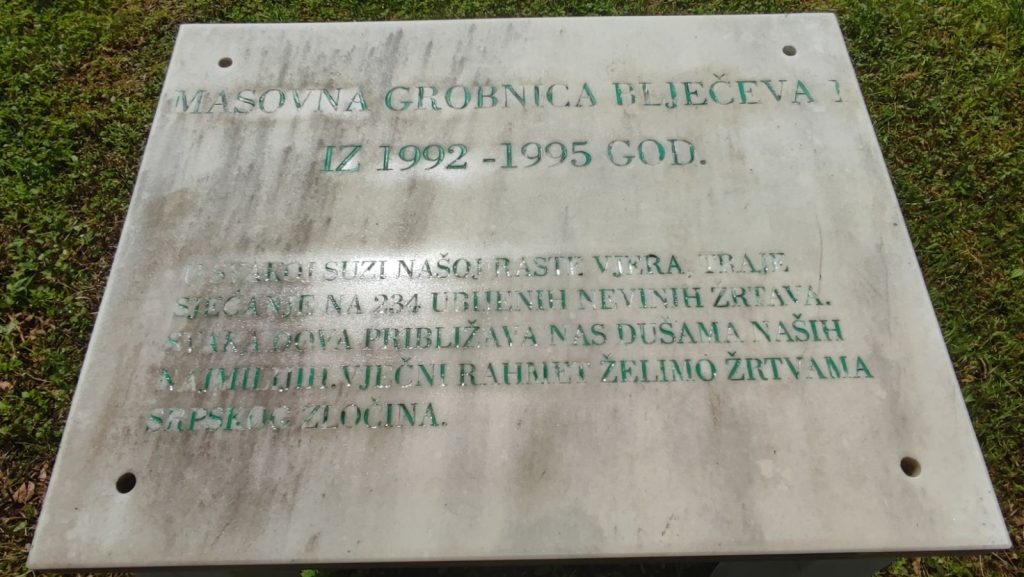 MASOVNA GROBNICA BLJEČEVA I
IZ 1992 -1995 GOD.
U SVAKOJ SUZI NAŠOJ RASTE VJERA, TRAJE
SJEĆANJE NA 234 UBIJENIH NEVINIH ŽRTAVA.
SVAKA DOVA PRIBLIŽAVA NAS DUŠAMA NAŠIH
NAJMILIJIH.VJEČNI RAHMET ŽELIMO ŽRTVAMA
SRPSKOG ZLOČINA.